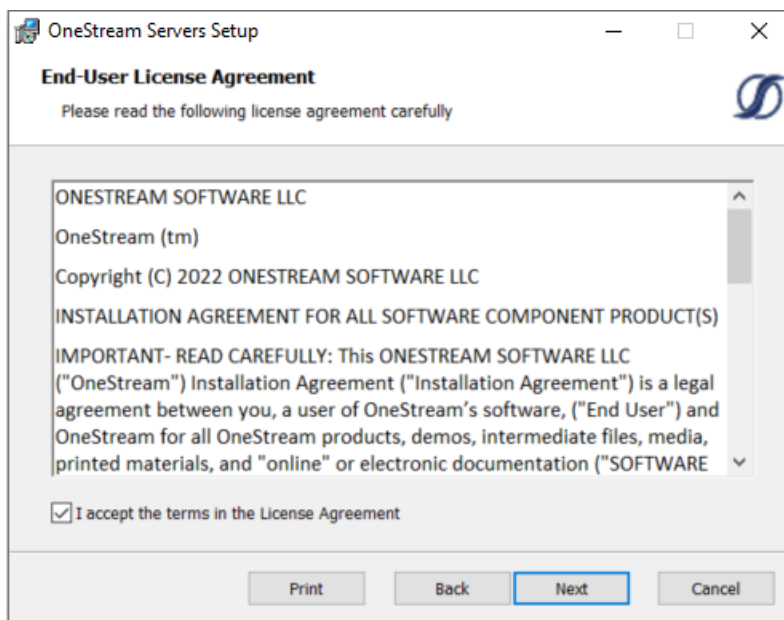 OneStream Servers Setup
End-User License Agreement
Please read the following license agreement carefully
ONESTREAM SOFTWARE LLC
OneStream (tm)
Copyright (C) 2022 ONESTREAM SOFTWARE LLC
INSTALLATION AGREEMENT FOR ALL SOFTWARE COMPONENT PRODUCT(S)
IMPORTANT- READ CAREFULLY: This ONESTREAM SOFTWARE LLC
("OneStream") Installation Agreement ("Installation Agreement") is a legal
agreement between you, a user of OneStream’s software, ("End User") and
OneStream for all OneStream products, demos, intermediate files, media,
printed materials, and "online" or electronic documentation ("SOFTWARE
I accept the terms in the License Agreement
Print Back Next Cancel